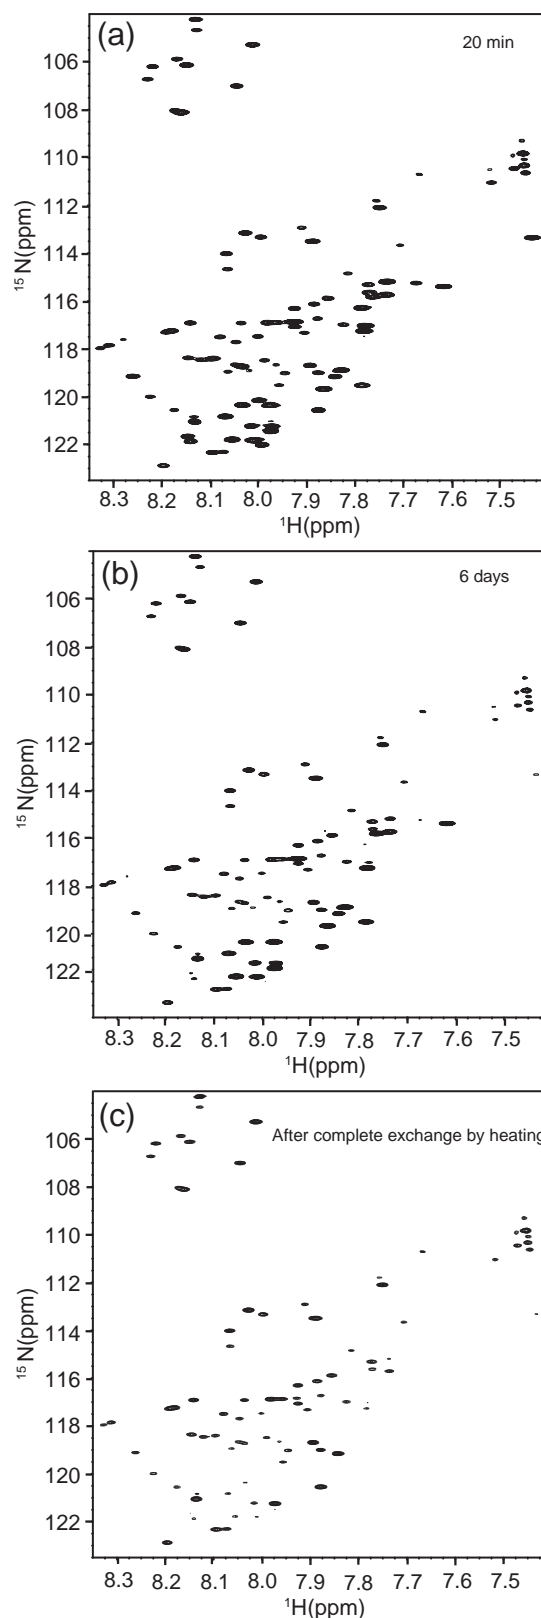 (a)
20 min
106
108
110
112
114
116
118
120
122
15 N(ppm)
8.3 8.2 8.1 8.0 7.9 7.8 7.7 7.6 7.5
1H(ppm)
(b)
6 days
106
108
110
112
114
116
118
120
122
15 N(ppm)
8.3 8.2 8.1 8.0 7.9 7.8 7.7 7.6 7.5
1H(ppm)
(c)
After complete exchange by heating
106
108
110
112
114
116
118
120
122
15 N(ppm)
8.3 8.2 8.1 8.0 7.9 7.8 7.7 7.6 7.5
1H(ppm)